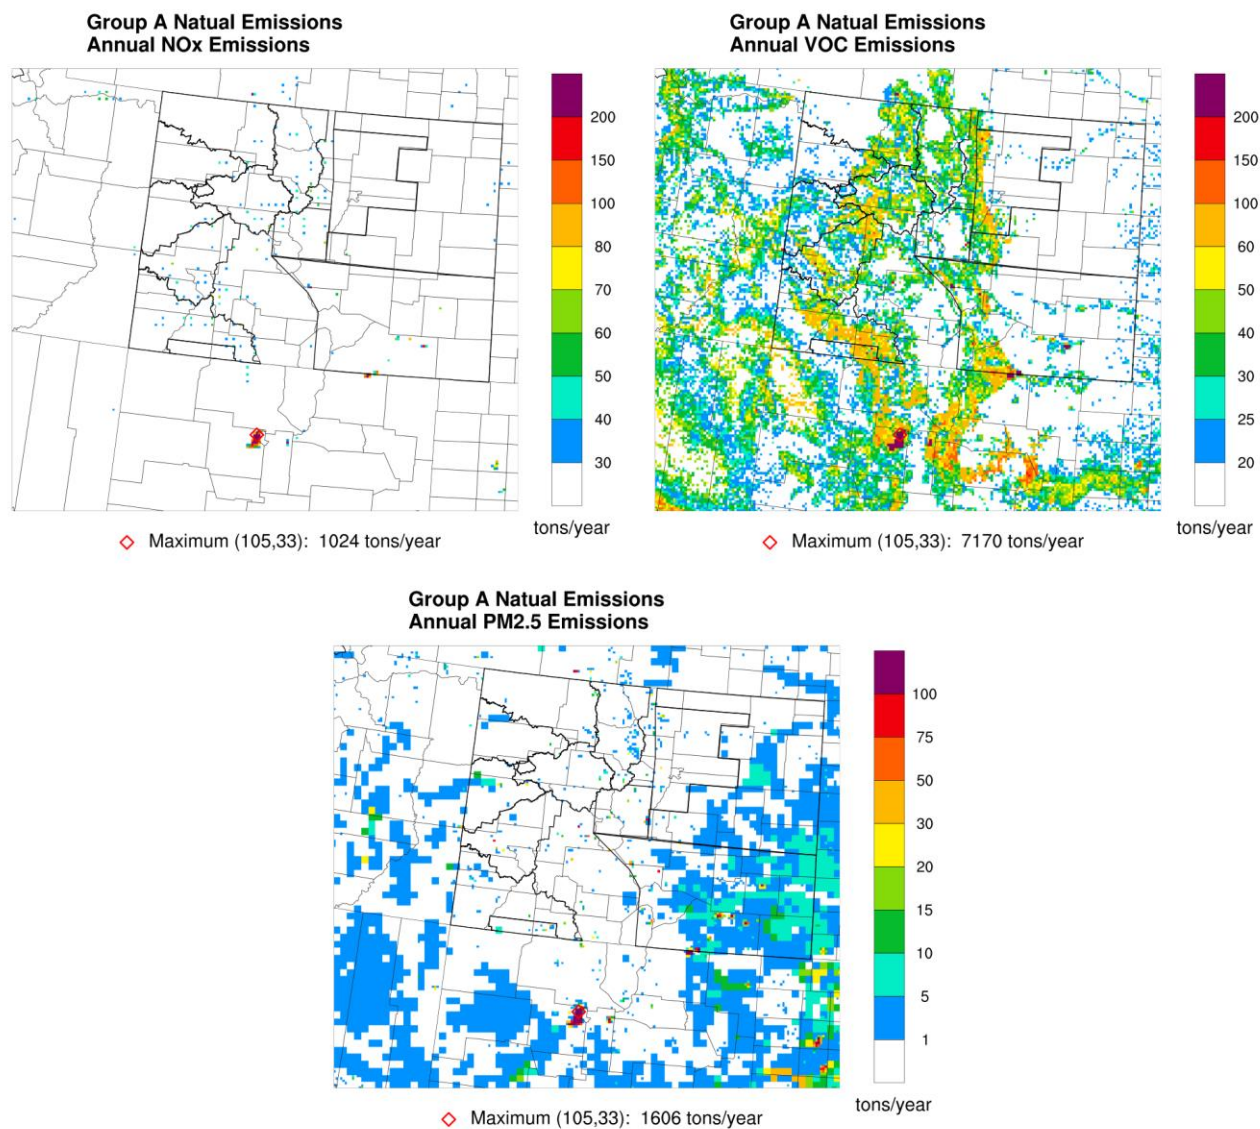 Group A Natual Emissions
Annual NOx Emissions
200
150
100
80
70
60
50
40
30
tons/year
Maximum (105,33): 1024 tons/year
Group A Natual Emissions
Annual VOC Emissions
200
150
100
60
50
40
30
25
20
tons/year
Maximum (105,33): 7170 tons/year
Group A Natual Emissions
Annual PM2.5 Emissions
100
75
50
30
20
15
10
5
1
tons/year
Maximum (105,33): 1606 tons/year